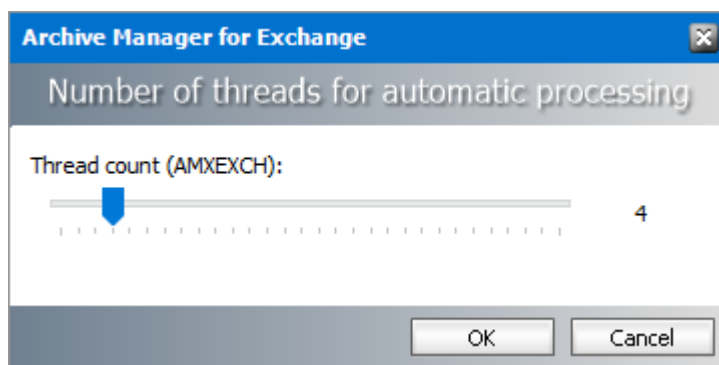 Archive Manager for Exchange
Number of threads for automatic processing
Thread count (AMXEXCH):
4
OK
Cancel